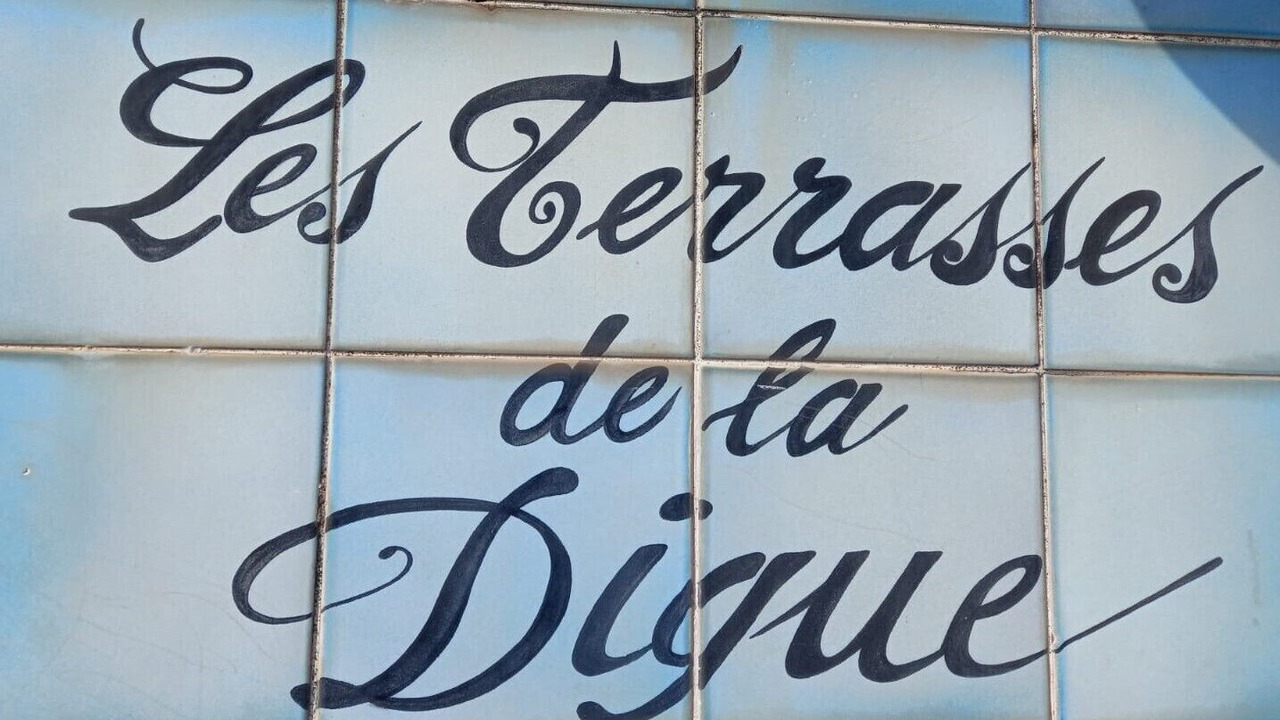 Les Terrasses
de la
Digue